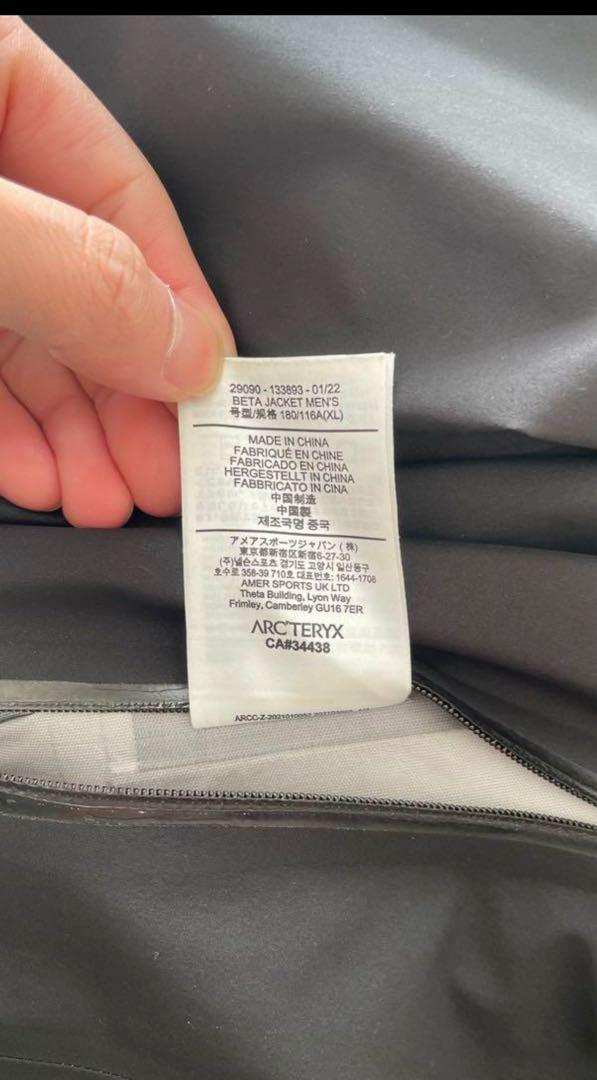 29090 - 133893 - 01/22
BETA JACKET MEN'S
号型/规格 180/116A(XL)
MADE IN CHINA
FABRIQUÉ EN CHINE
FABRICADO EN CHINA
HERGESTELLT IN CHINA
FABBRICATO IN CINA
中国制造
中国製
제조국명 중국
アメアスポーツジャパン (株)
東京都新宿区新宿6-27-30
(주)넬슨스포츠 경기도 고양시 일산동구
호수로 358-39 710호 대표번호: 1644-1708
AMER SPORTS UK LTD
Theta Building, Lyon Way
Frimley, Camberley GU16 7ER
ARC'TERYX
CA#34438